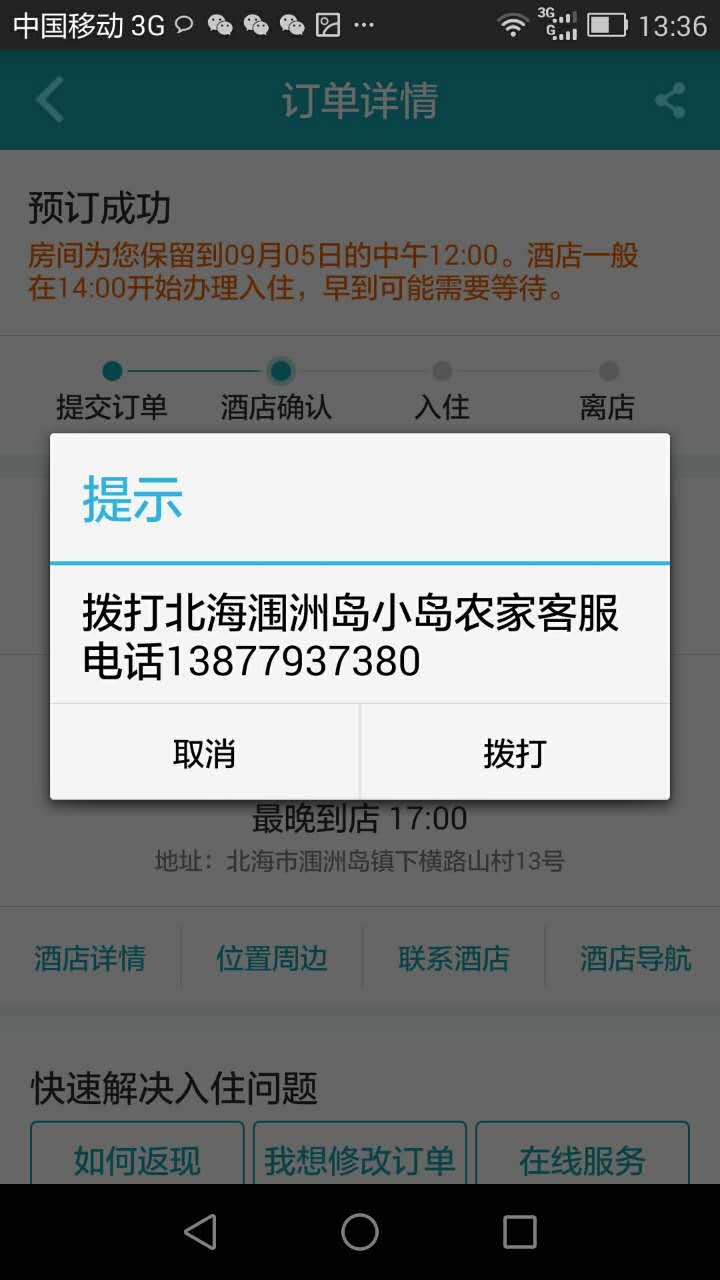 中国移动 3G
3G
G
13:36
订单详情
预订成功
房间为您保留到09月05日的中午12:00。酒店一般
在14:00开始办理入住，早到可能需要等待。
提交订单 酒店确认 入住 离店
提示
拨打北海涠洲岛小岛农家客服
电话13877937380
取消 拨打
最晚到店 17:00
地址：北海市涠洲岛镇下横路山村13号
酒店详情 位置周边 联系酒店 酒店导航
快速解决入住问题
如何返现 我想修改订单 在线服务